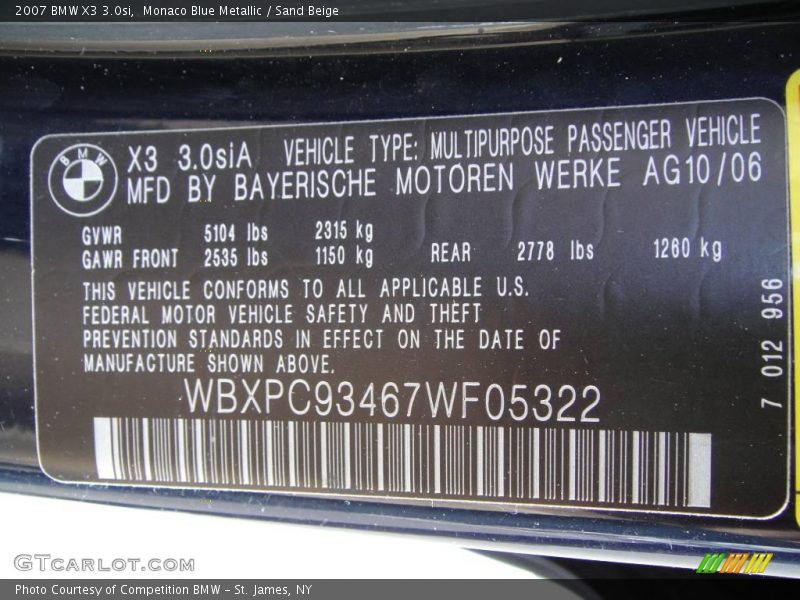 2007 BMW X3 3.0si, Monaco Blue Metallic / Sand Beige
BMW
X3 3.0siA VEHICLE TYPE: MULTIPURPOSE PASSENGER VEHICLE
MFD BY BAYERISCHE MOTOREN WERKE AG10/06
GVWR 5104 lbs 2315 kg
GAWR FRONT 2535 lbs 1150 kg REAR 2778 lbs 1260 kg
THIS VEHICLE CONFORMS TO ALL APPLICABLE U.S.
FEDERAL MOTOR VEHICLE SAFETY AND THEFT
PREVENTION STANDARDS IN EFFECT ON THE DATE OF
MANUFACTURE SHOWN ABOVE.
WBXPC93467WF05322
7 012 956
GTCARLOT.COM
Photo Courtesy of Competition BMW – St. James, NY